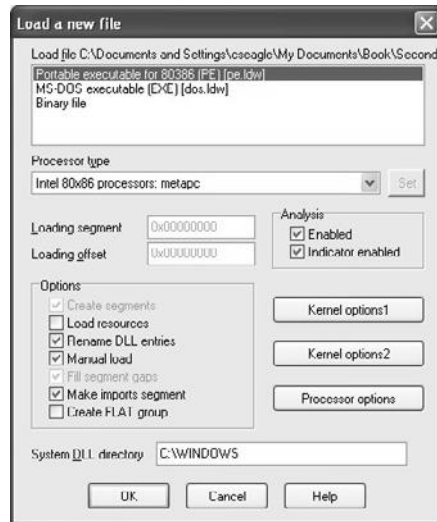 Load a new file
Load file C:\Documents and Settings\cseagle\My Documents\Book\Second
Portable executable for 80386 (PE) [pe.ldw]
MS-DOS executable (EXE) [dos.ldw]
Binary file
Processor type
Intel 80x86 processors: metapc
Set
Loading segment 0x00000000
Loading offset 0x00000000
Analysis
Enabled
Indicator enabled
Options
Create segments
Load resources
Rename DLL entries
Manual load
Fill segment gaps
Make imports segment
Create FLAT group
Kernel options1
Kernel options2
Processor options
System DLL directory C:\WINDOWS
OK Cancel Help